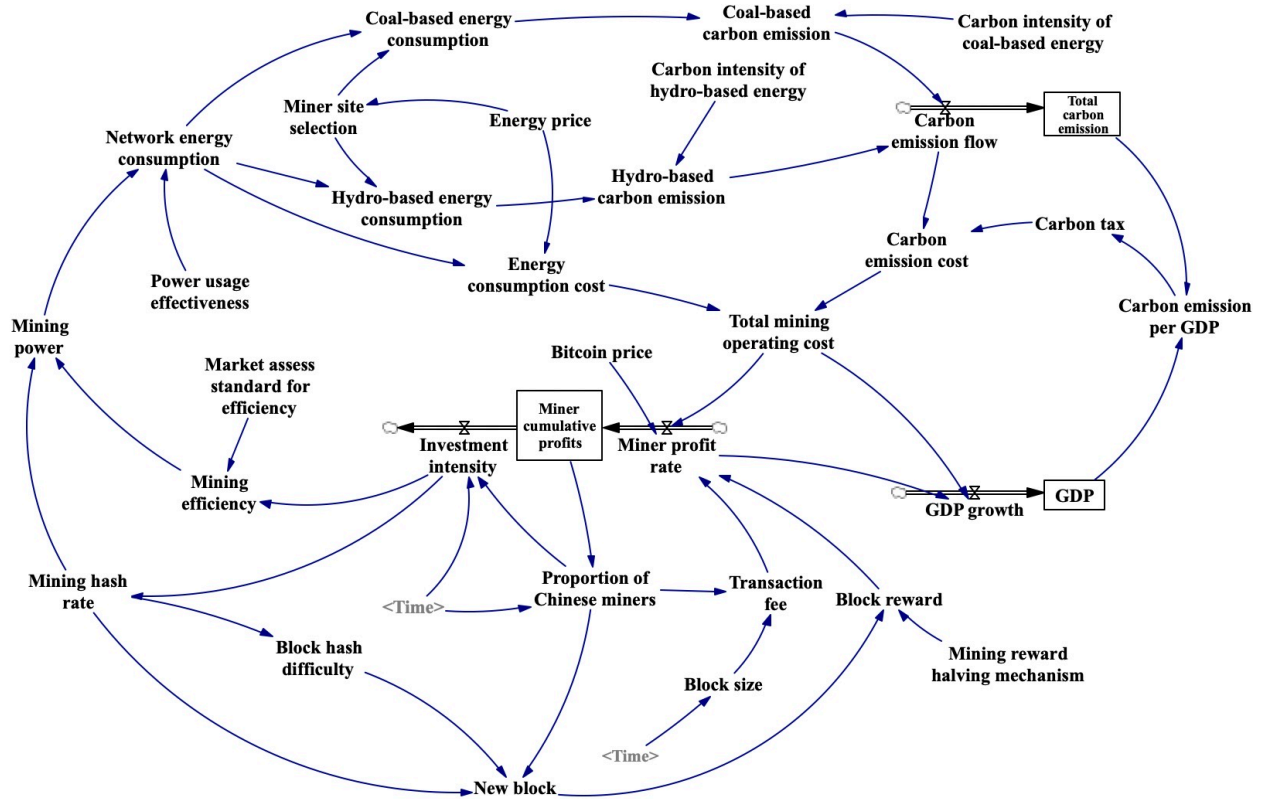 Coal-based energy
consumption
Coal-based
carbon emission
Carbon intensity of
coal-based energy
Carbon intensity of
hydro-based energy
Miner site
selection
Energy price
Total
carbon
emission
Carbon
emission flow
Network energy
consumption
Hydro-based energy
consumption
Hydro-based
carbon emission
Carbon
emission cost
Carbon tax
Power usage
effectiveness
Energy
consumption cost
Carbon emission
per GDP
Mining
power
Total mining
operating cost
Market assess
standard for
efficiency
Bitcoin price
Miner
cumulative
profits
Investment
intensity
Miner profit
rate
Mining
efficiency
GDP growth
GDP
Mining hash
rate
<Time>
Proportion of
Chinese miners
Transaction
fee
Block reward
Block hash
difficulty
Mining reward
halving mechanism
Block size
<Time>
New block